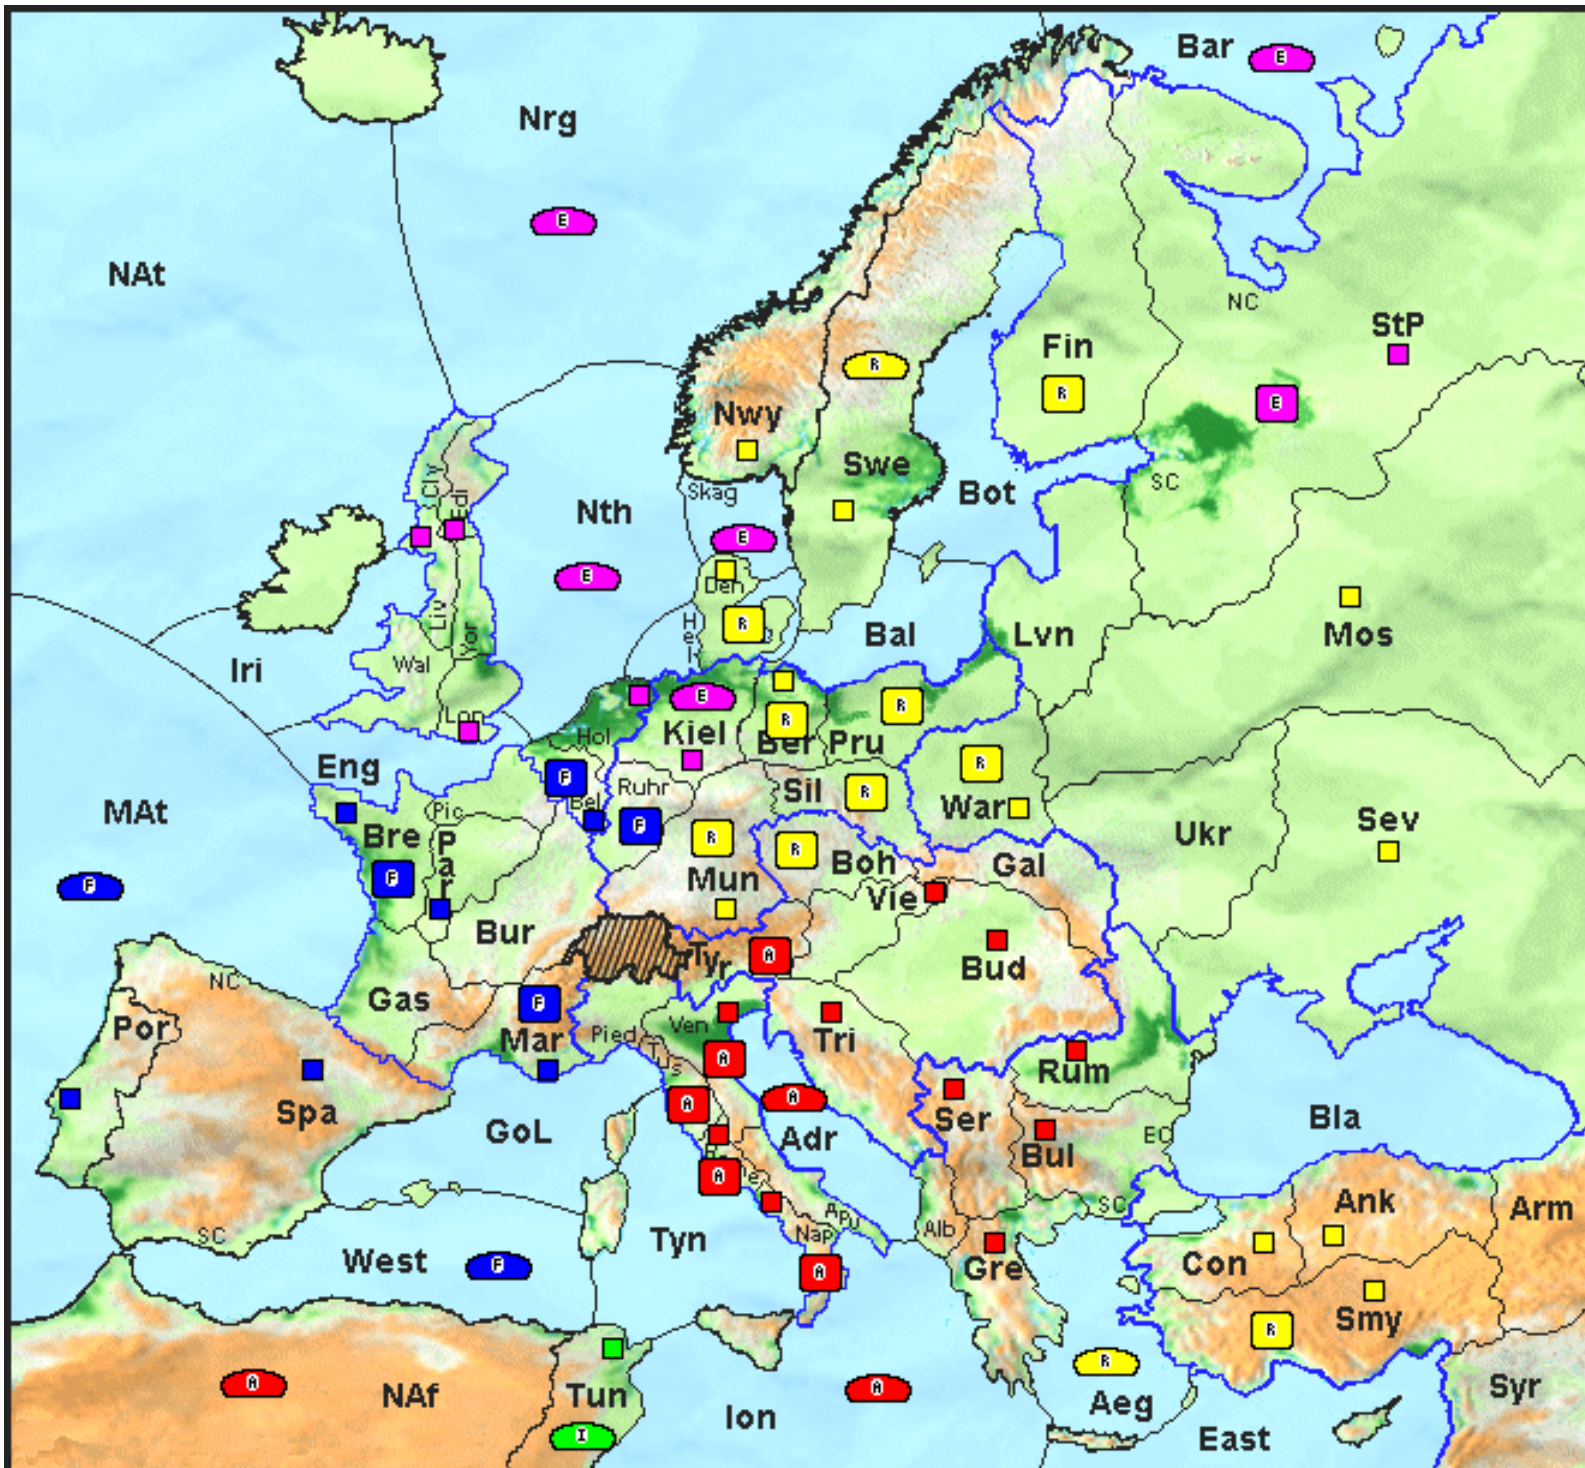 Bar
E
Nrg
E
NAt
NC
StP
Fin
R
R
E
Nwy
Swe
Cly
Edi
Skag
Bot
SC
Nth
E
E
Den
R
Hel
Bal
Lvn
Mos
Liv
Yor
Wal
Iri
Lon
E
R
R
Hol
Kiel
Ber
Pru
Eng
F
Bel
Ruhr
Sil
R
R
War
MAt
Pic
Bre
Par
F
R
R
Boh
Gal
Ukr
Sev
F
F
Mun
Vie
Bur
A
Tyr
Bud
NC
Gas
F
Por
Mar
Pied
Ven
Tri
Tus
A
Rum
Spa
GoL
A
A
Adr
Ser
Bul
EC
Bla
A
SC
West
F
Tyn
Apu
Nap
Alb
SC
Ank
Arm
Gre
Con
A
Smy
R
A
NAf
Tun
A
R
Aeg
Syr
I
Ion
East